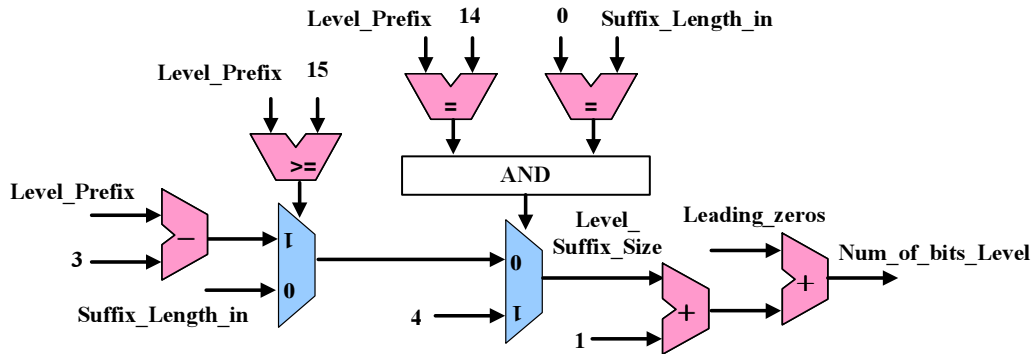 Level_Prefix 14 0 Suffix_Length_in
Level_Prefix 15
= =
>=
AND
Level_Prefix
Level_
Suffix_Size
Leading_zeros
−
1
0
Num_of_bits_Level
3
0
+
Suffix_Length_in
4
1
+
1